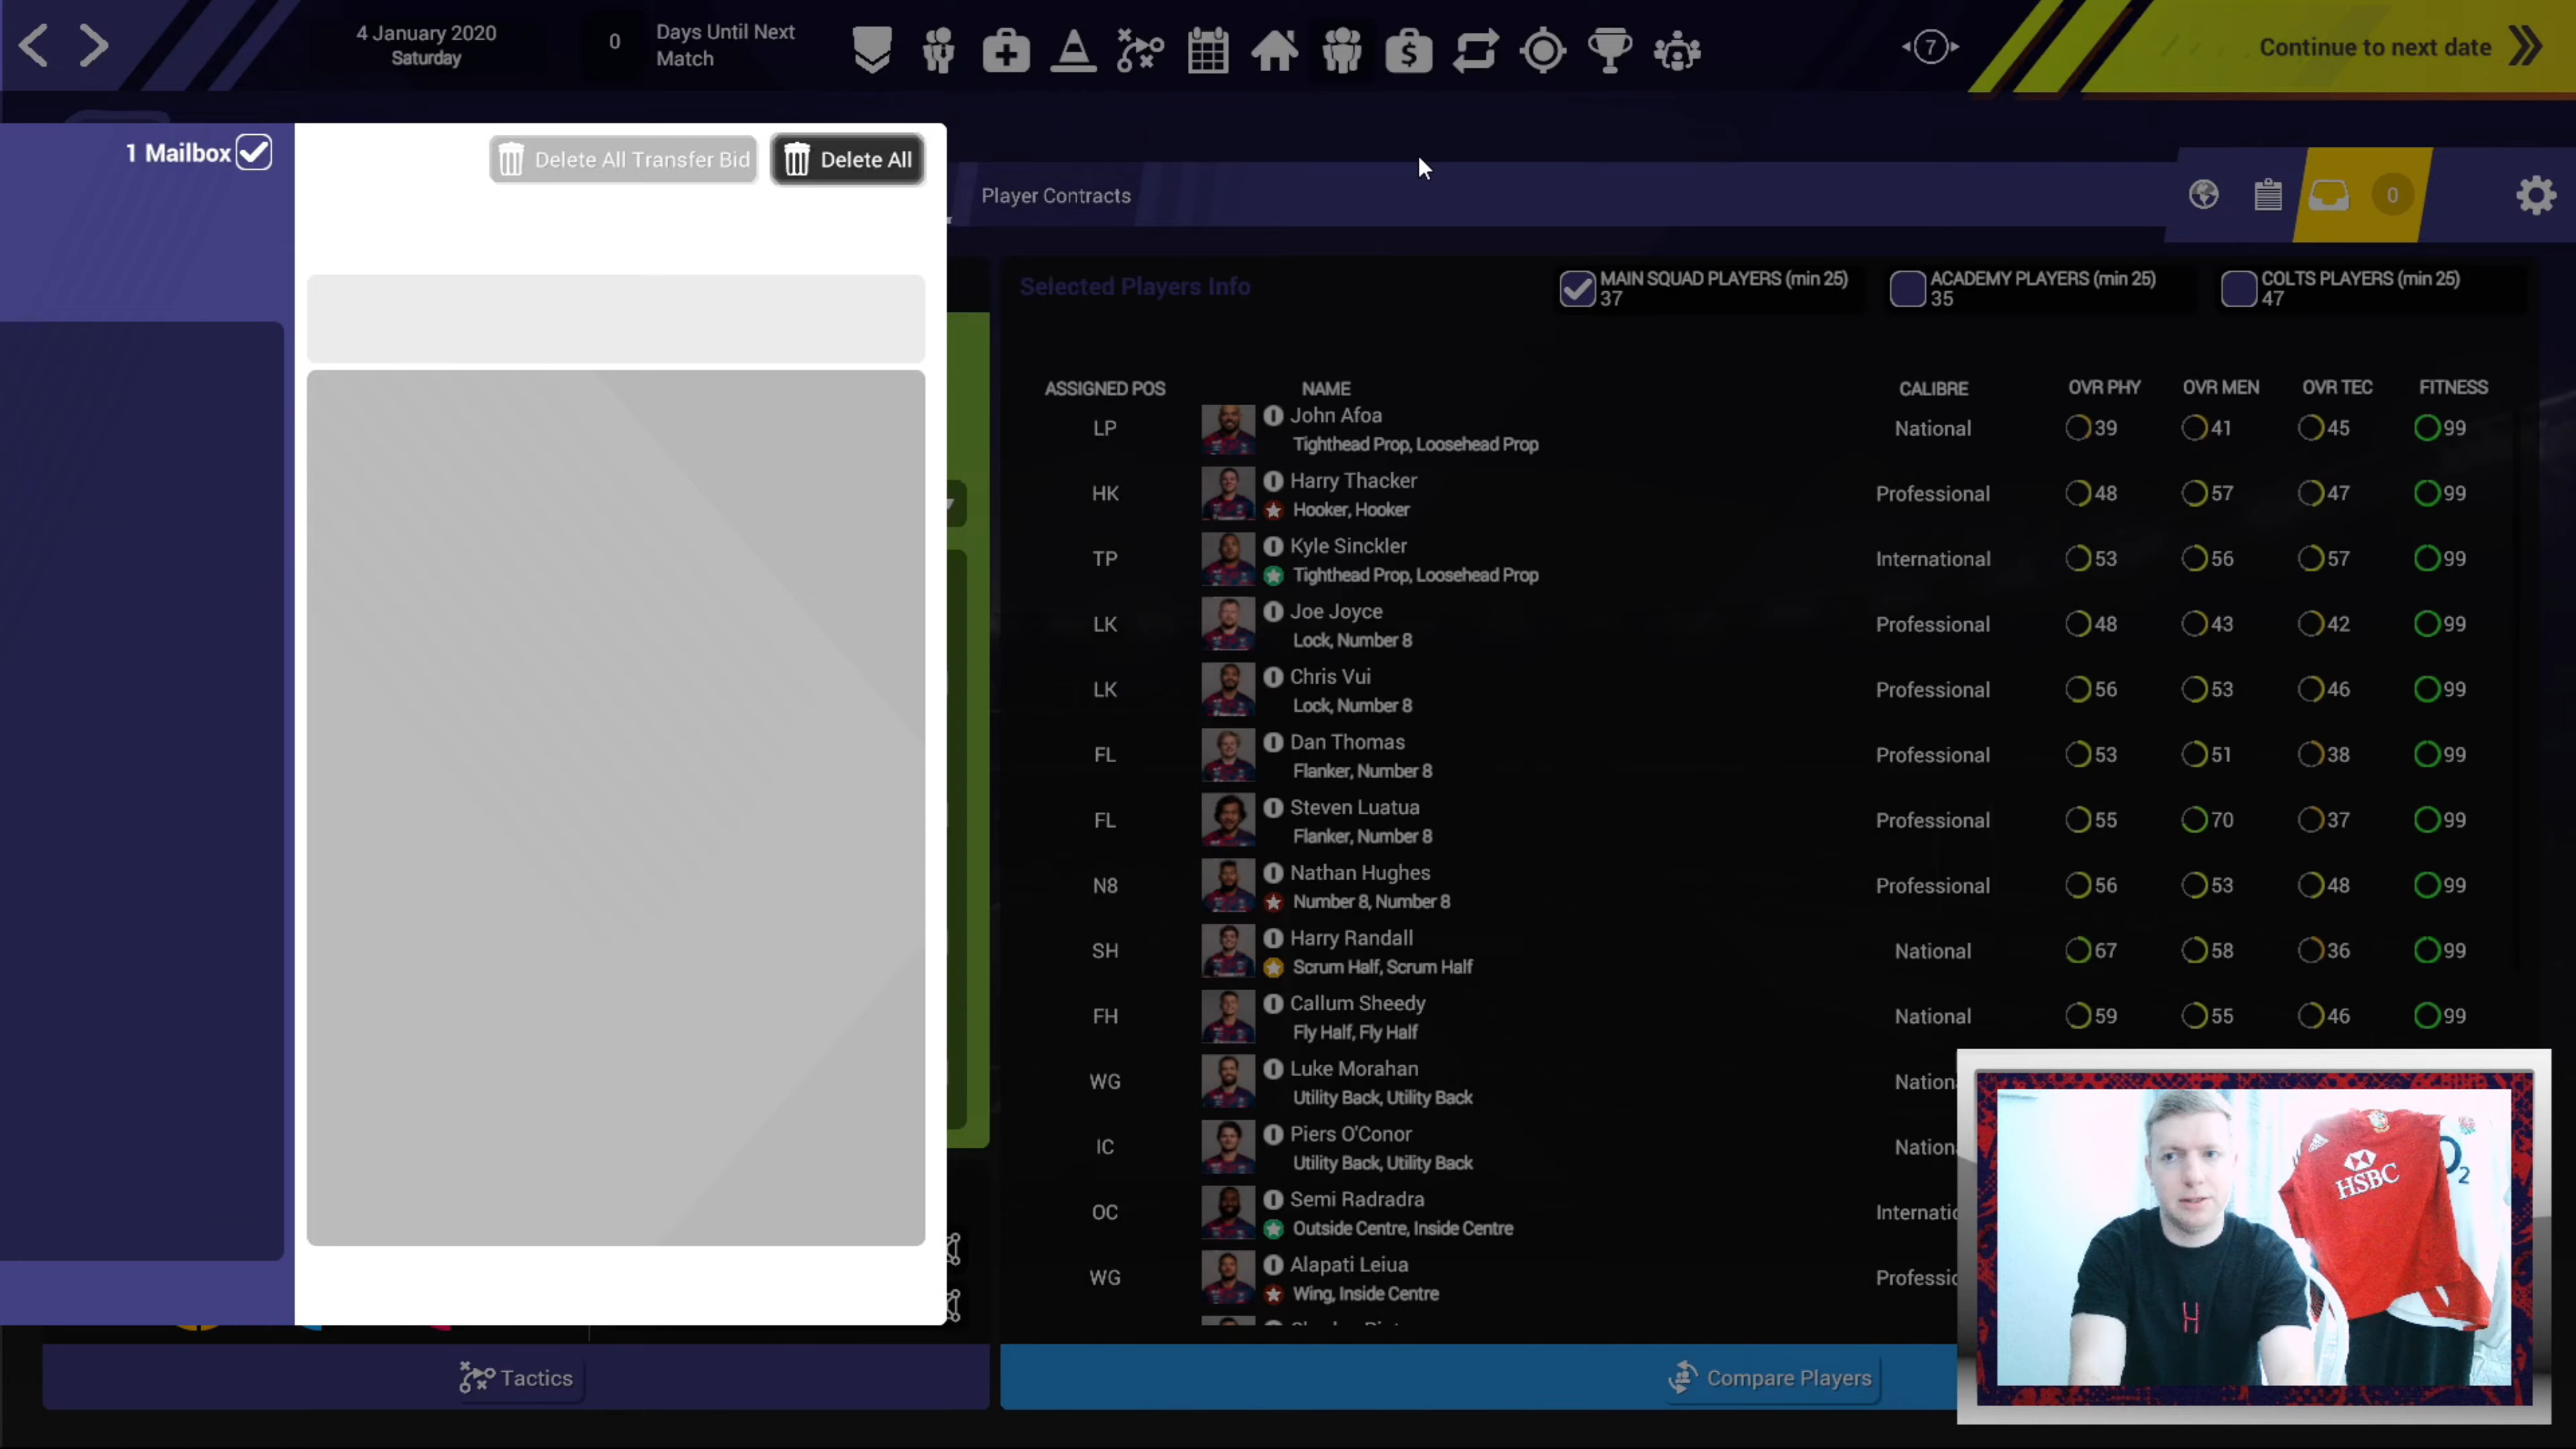 4 January 2020
Saturday
0
Days Until Next
Match
7
Continue to next date
1 Mailbox
Delete All Transfer Bid
Delete All
Player Contracts
0
Selected Players Info
MAIN SQUAD PLAYERS (min 25)
37
ACADEMY PLAYERS (min 25)
35
COLTS PLAYERS (min 25)
47
ASSIGNED POS NAME CALIBRE OVR PHY OVR MEN OVR TEC FITNESS
LP John Afoa National 39 41 45 99
Tighthead Prop, Loosehead Prop
HK Harry Thacker Professional 48 57 47 99
Hooker, Hooker
TP Kyle Sinckler International 53 56 57 99
Tighthead Prop, Loosehead Prop
LK Joe Joyce Professional 48 43 42 99
Lock, Number 8
LK Chris Vui Professional 56 53 46 99
Lock, Number 8
FL Dan Thomas Professional 53 51 38 99
Flanker, Number 8
FL Steven Luatua Professional 55 70 37 99
Flanker, Number 8
N8 Nathan Hughes Professional 56 53 48 99
Number 8, Number 8
SH Harry Randall National 67 58 36 99
Scrum Half, Scrum Half
FH Callum Sheedy National 59 55 46 99
Fly Half, Fly Half
WG Luke Morahan Nation
Utility Back, Utility Back
IC Piers O'Conor Nation
Utility Back, Utility Back
OC Semi Radradra Internatio
Outside Centre, Inside Centre
WG Alapati Leiua Professio
Wing, Inside Centre
Tactics
Compare Players
HSBC
O2
H